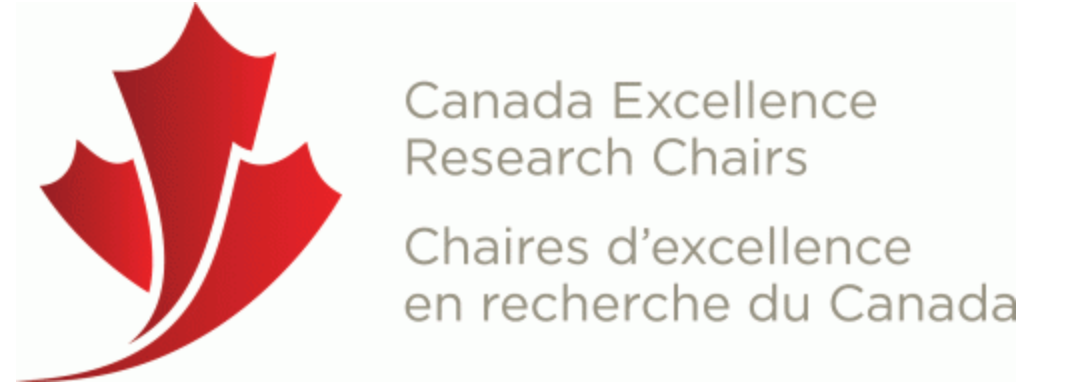 Canada Excellence
Research Chairs
Chaires d’excellence
en recherche du Canada